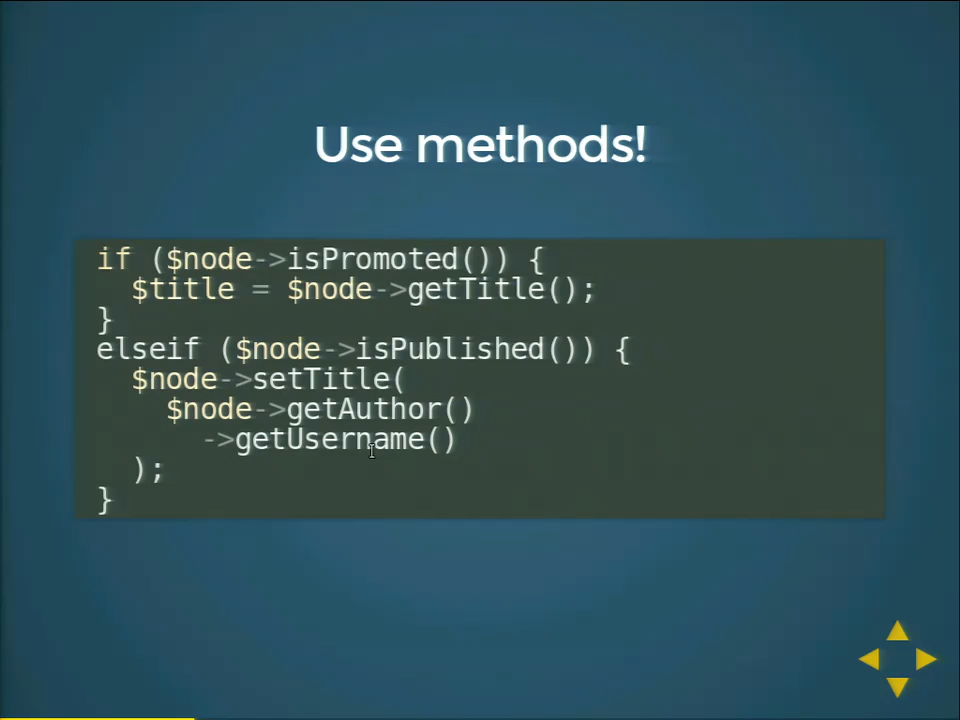 Use methods!
if ($node->isPromoted()) {
  $title = $node->getTitle();
}
elseif ($node->isPublished()) {
  $node->setTitle(
    $node->getAuthor()
      ->getUsername()
  );
}